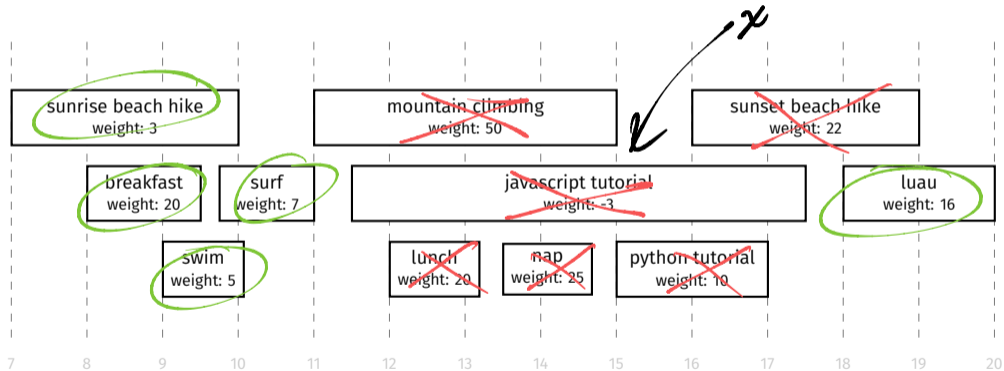 x
sunrise beach hike
weight: 3
mountain climbing
weight: 50
sunset beach hike
weight: 22
breakfast
weight: 20
surf
weight: 7
javascript tutorial
weight: -3
luau
weight: 16
swim
weight: 5
lunch
weight: 20
nap
weight: 25
python tutorial
weight: 10
7 8 9 10 11 12 13 14 15 16 17 18 19 20